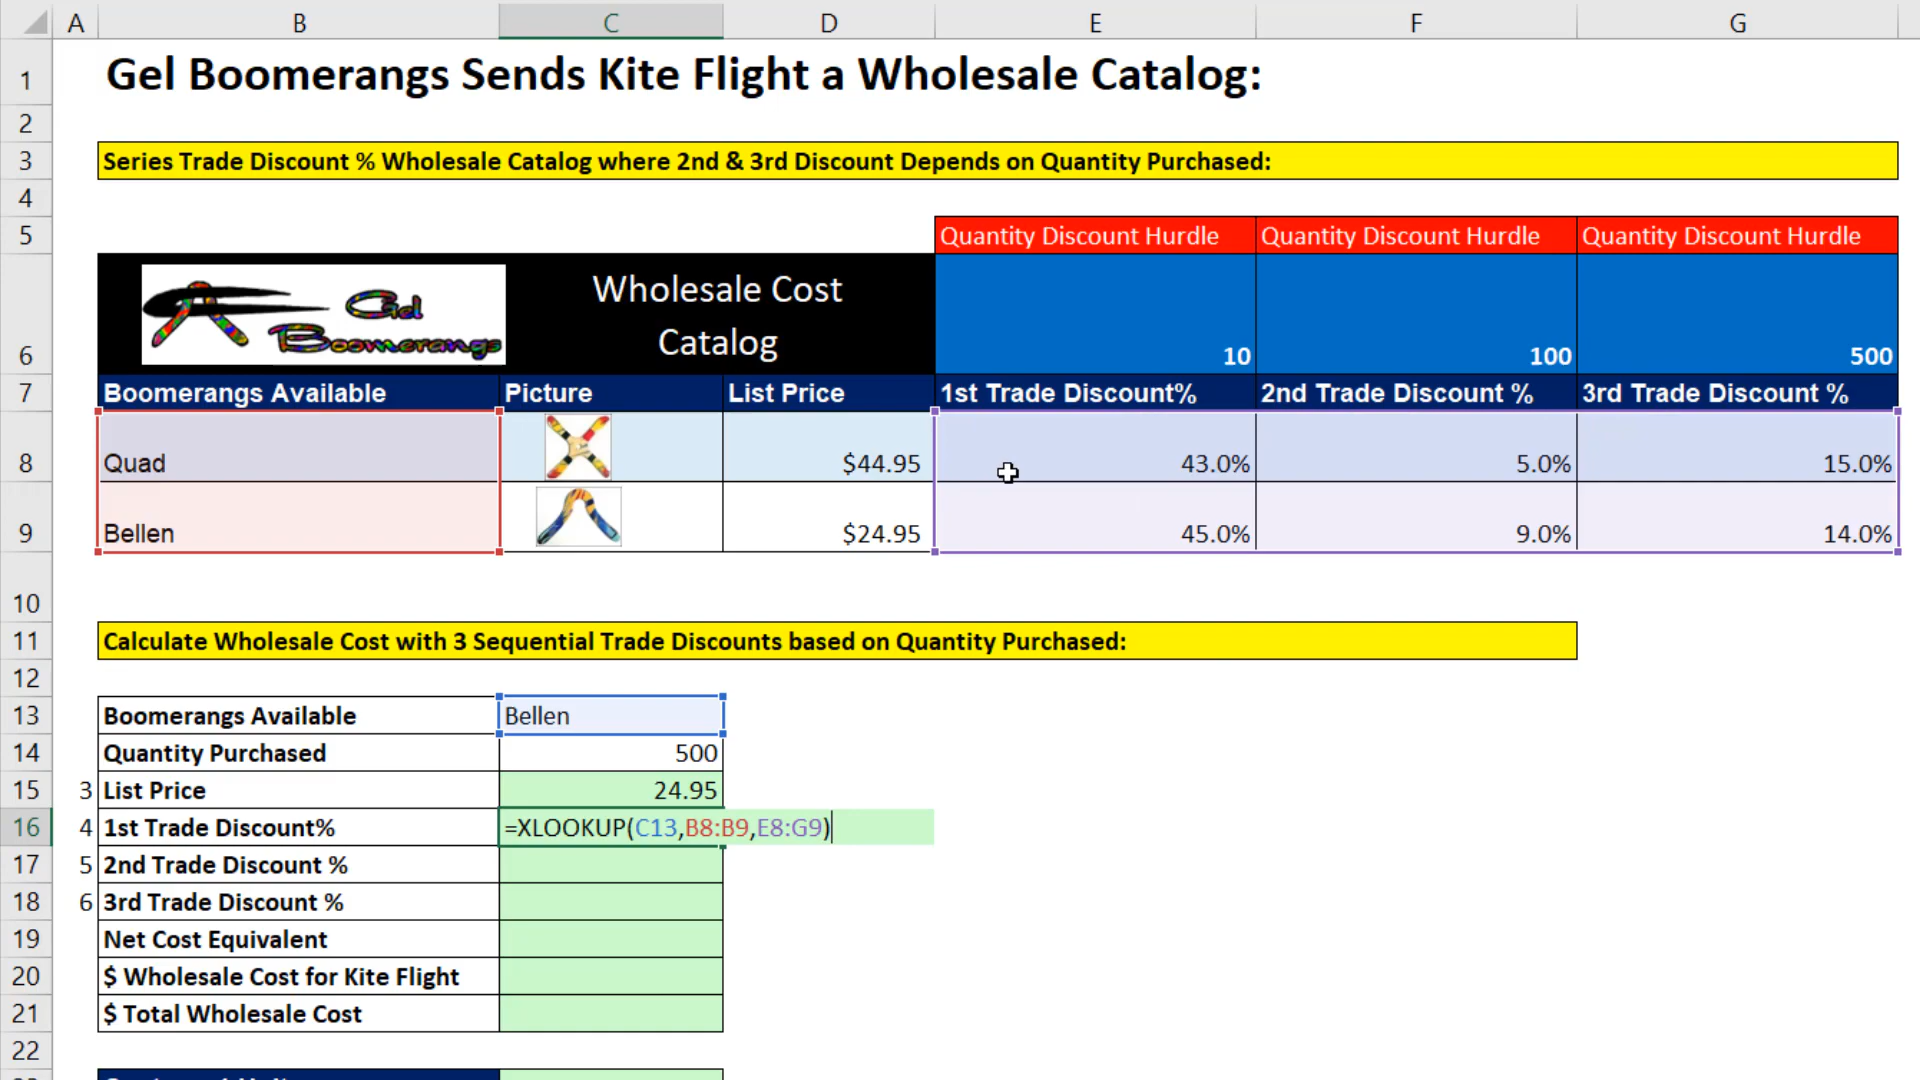 A B C D E F G
1 Gel Boomerangs Sends Kite Flight a Wholesale Catalog:
2
3 Series Trade Discount % Wholesale Catalog where 2nd & 3rd Discount Depends on Quantity Purchased:
4
5 Quantity Discount Hurdle Quantity Discount Hurdle Quantity Discount Hurdle
Gel
Boomerangs
Wholesale Cost
Catalog
6 10 100 500
7 Boomerangs Available Picture List Price 1st Trade Discount% 2nd Trade Discount % 3rd Trade Discount %
8 Quad $44.95 43.0% 5.0% 15.0%
9 Bellen $24.95 45.0% 9.0% 14.0%
10
11 Calculate Wholesale Cost with 3 Sequential Trade Discounts based on Quantity Purchased:
12
13 Boomerangs Available Bellen
14 Quantity Purchased 500
15 3 List Price 24.95
16 4 1st Trade Discount% =XLOOKUP(C13,B8:B9,E8:G9)
17 5 2nd Trade Discount %
18 6 3rd Trade Discount %
19 Net Cost Equivalent
20 $ Wholesale Cost for Kite Flight
21 $ Total Wholesale Cost
22